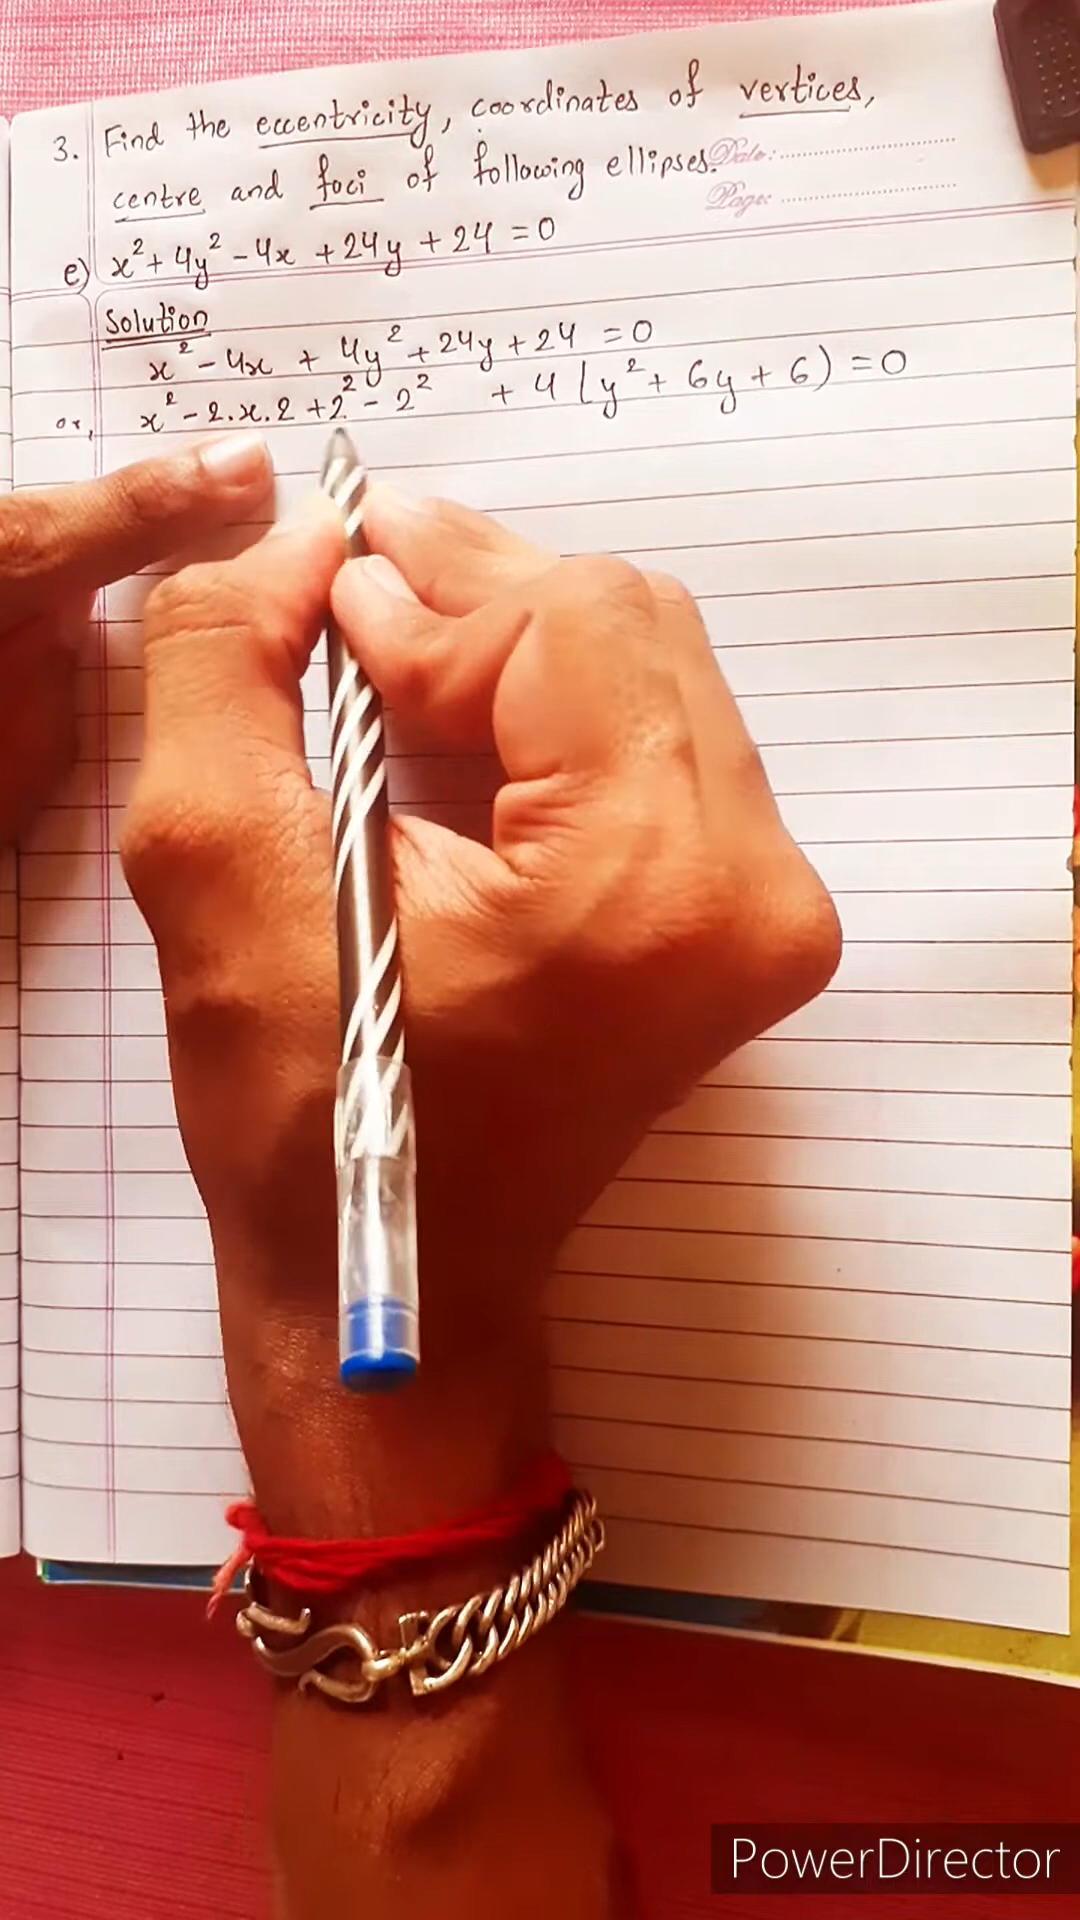 3. Find the eccentricity, coordinates of vertices,
centre and foci of following ellipses.
Date:
Page:
e) x² + 4y² - 4x + 24y + 24 = 0
Solution
x² - 4x + 4y² + 24y + 24 = 0
or, x² - 2.x.2 + 2² - 2² + 4 (y² + 6y + 6) = 0
PowerDirector